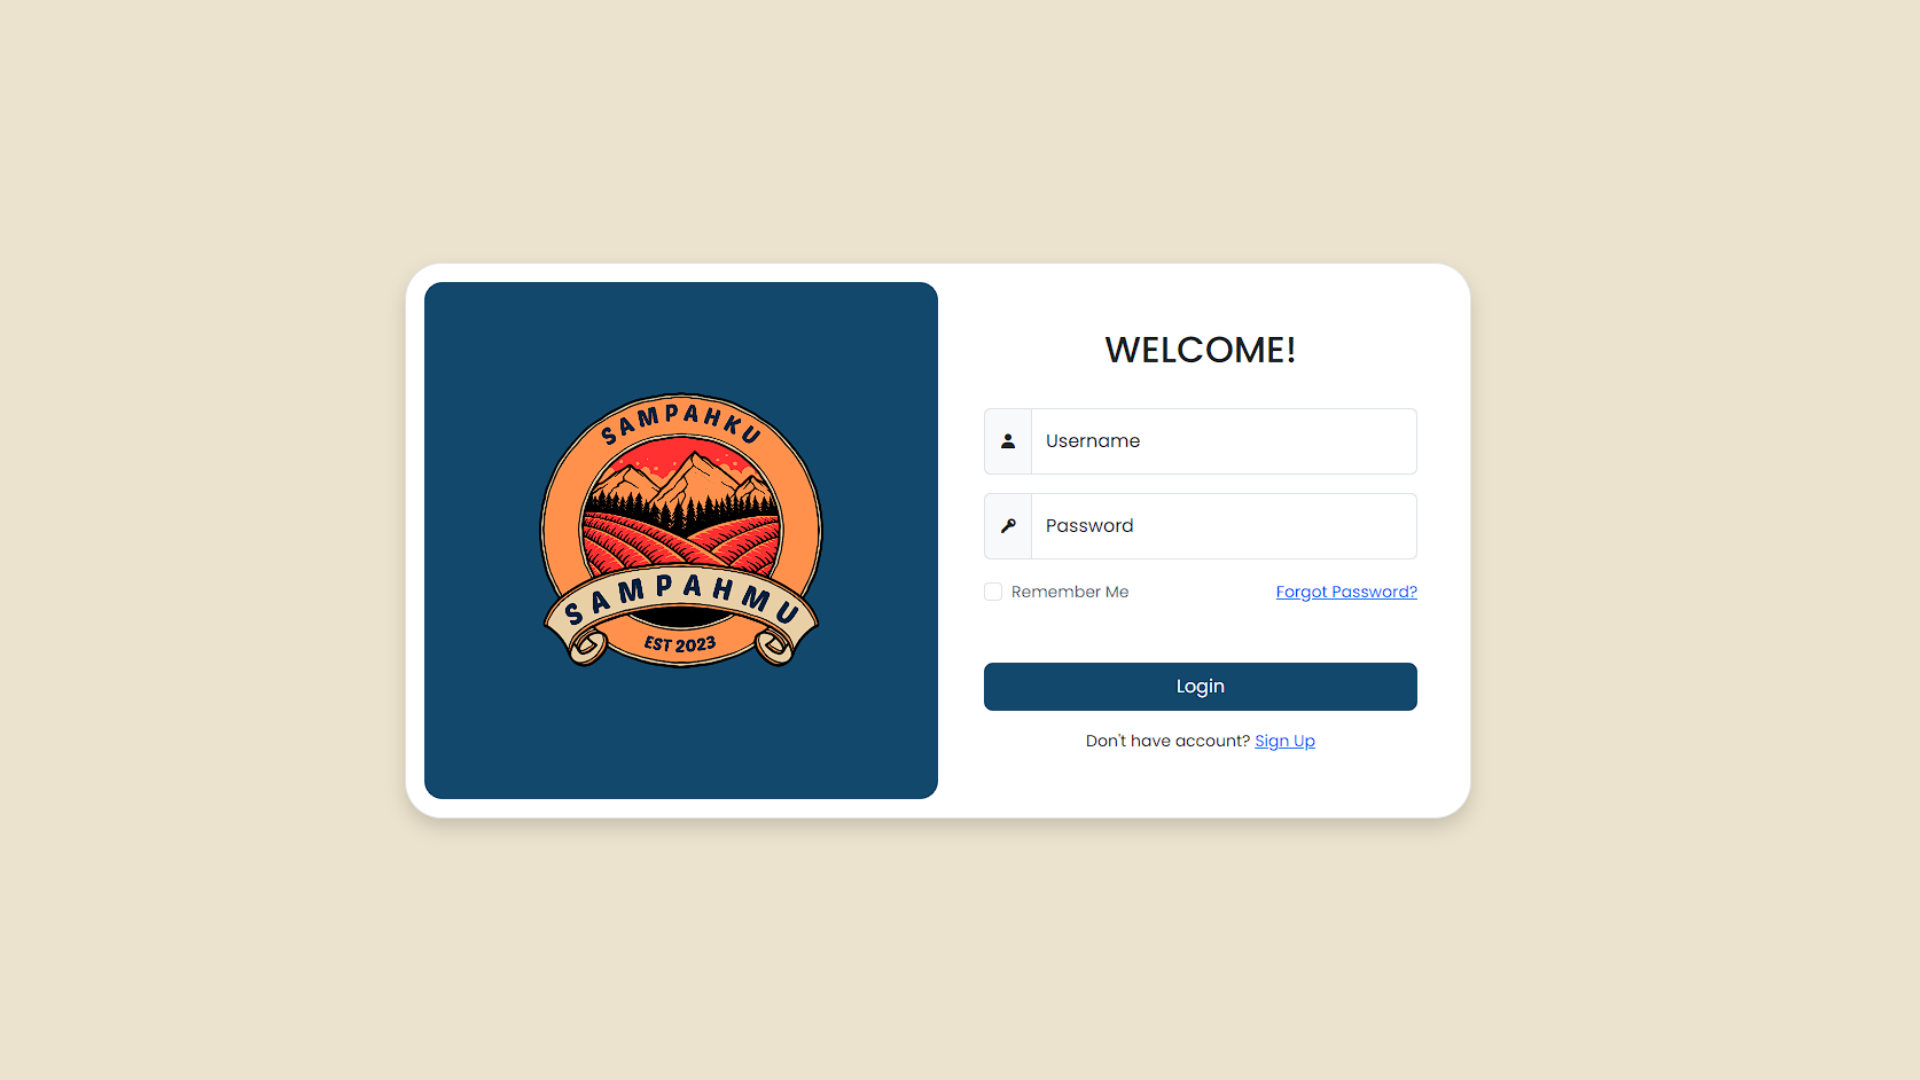 SAMPAHKU
SAMPAHMU
EST 2023
WELCOME!
Username
Password
Remember Me
Forgot Password?
Login
Don't have account? Sign Up